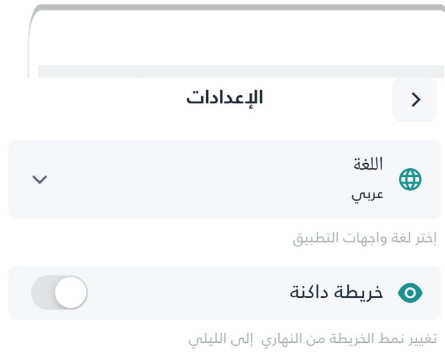 الإعدادات
اللغة
عربي
إختر لغة واجهات التطبيق
خريطة داكنة
تغيير نمط الخريطة من النهاري إلى الليلي